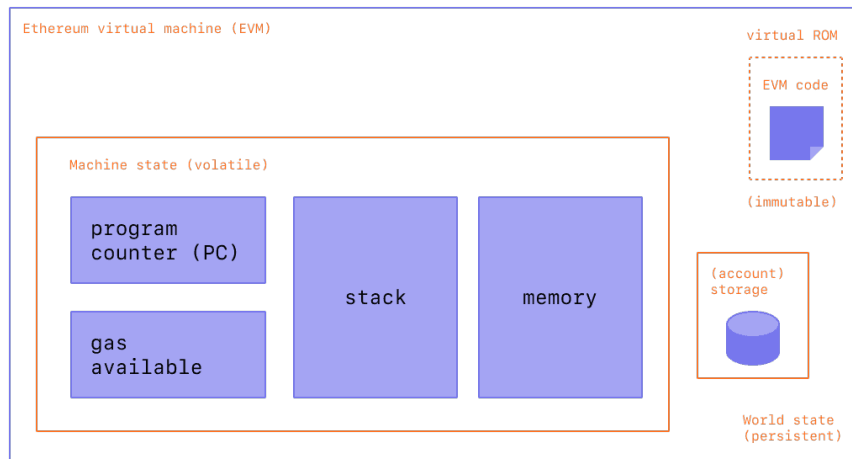 Ethereum virtual machine (EVM)
virtual ROM
EVM code
(immutable)
Machine state (volatile)
program
counter (PC)
gas
available
stack
memory
(account)
storage
World state
(persistent)